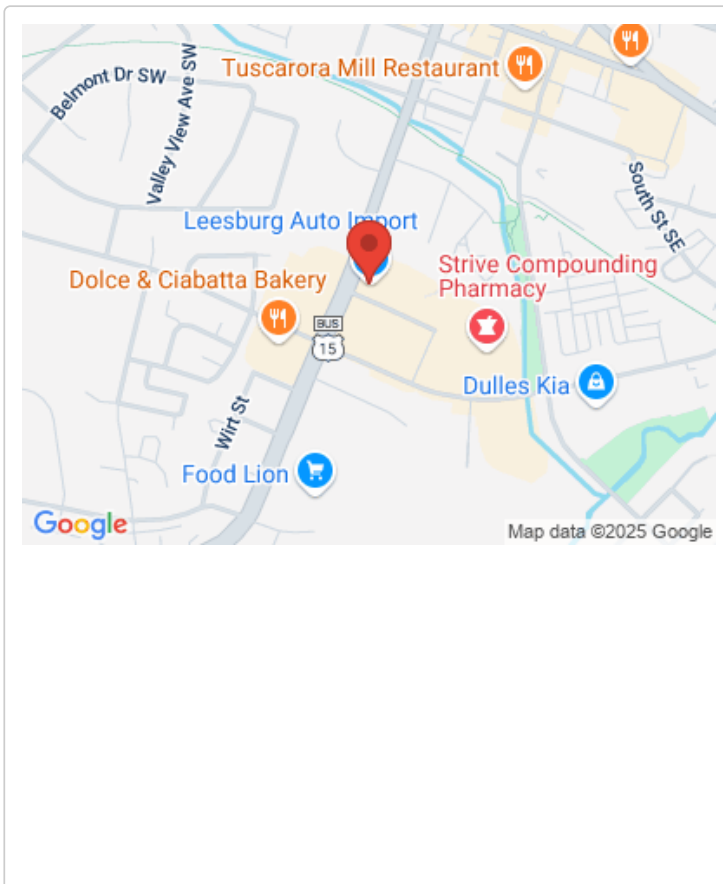 Tuscarora Mill Restaurant
Belmont Dr SW
Valley View Ave SW
South St SE
Leesburg Auto Import
Dolce & Ciabatta Bakery
Strive Compounding
Pharmacy
BUS
15
Dulles Kia
Wirt St
Food Lion
Google
Map data ©2025 Google